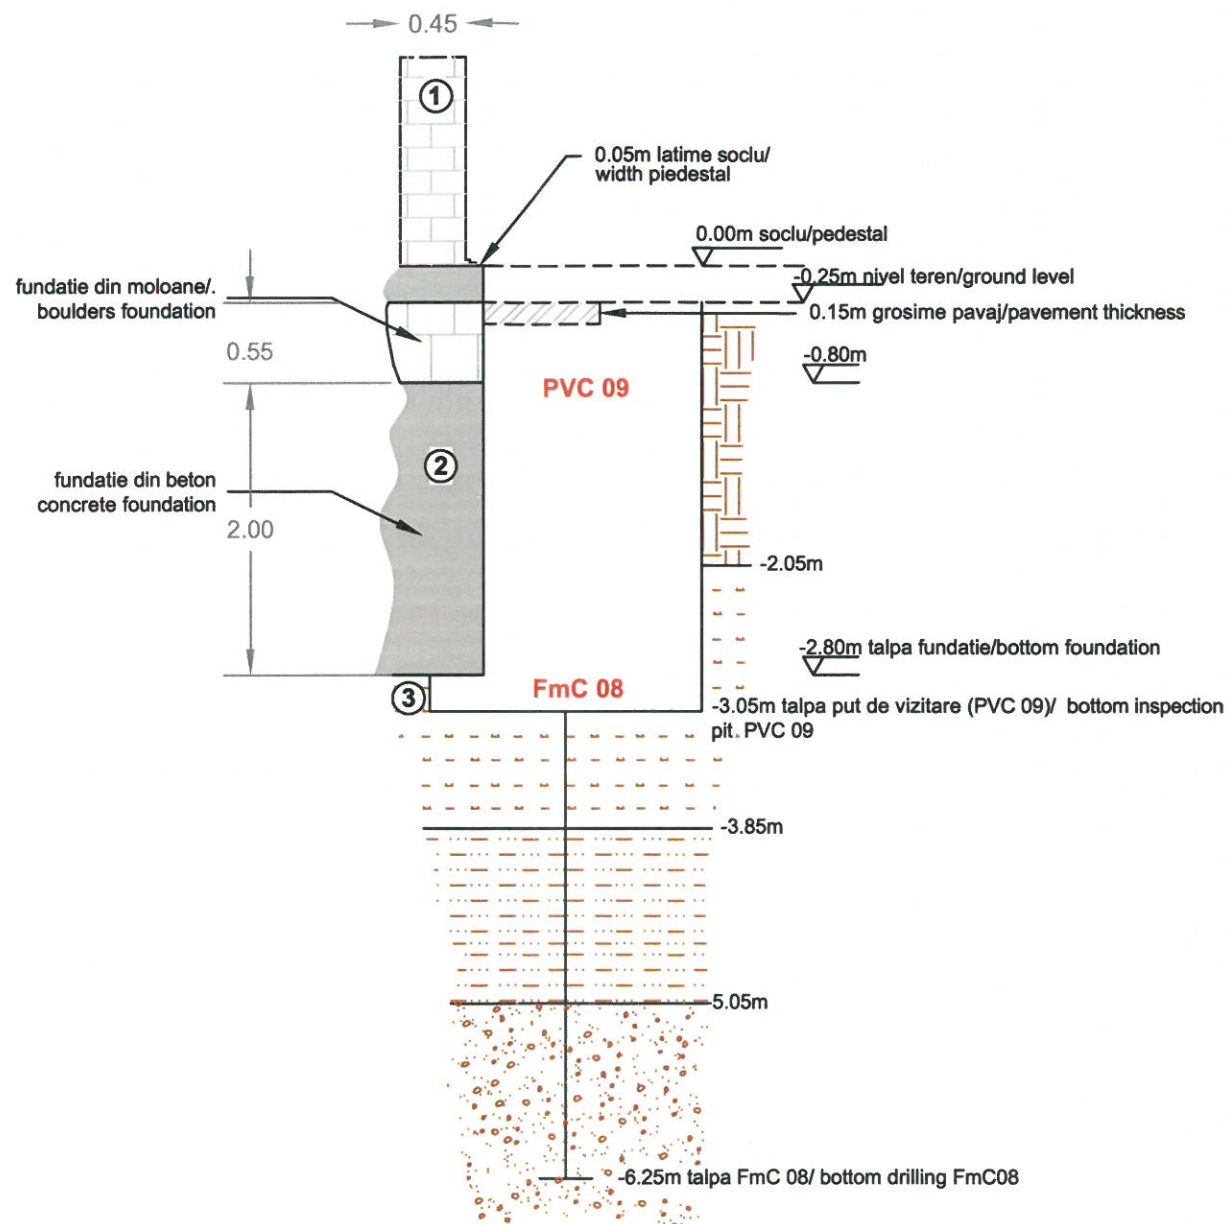 0.45
1
0.05m latime soclu/
width piedestal
0.00m soclu/pedestal
-0.25m nivel teren/ground level
fundatie din moloane/.
boulders foundation
0.15m grosime pavaj/pavement thickness
0.55
-0.80m
PVC 09
2
fundatie din beton
concrete foundation
2.00
-2.05m
-2.80m talpa fundatie/bottom foundation
FmC 08
3
-3.05m talpa put de vizitare (PVC 09)/ bottom inspection
pit. PVC 09
-3.85m
-5.05m
-6.25m talpa FmC 08/ bottom drilling FmC08